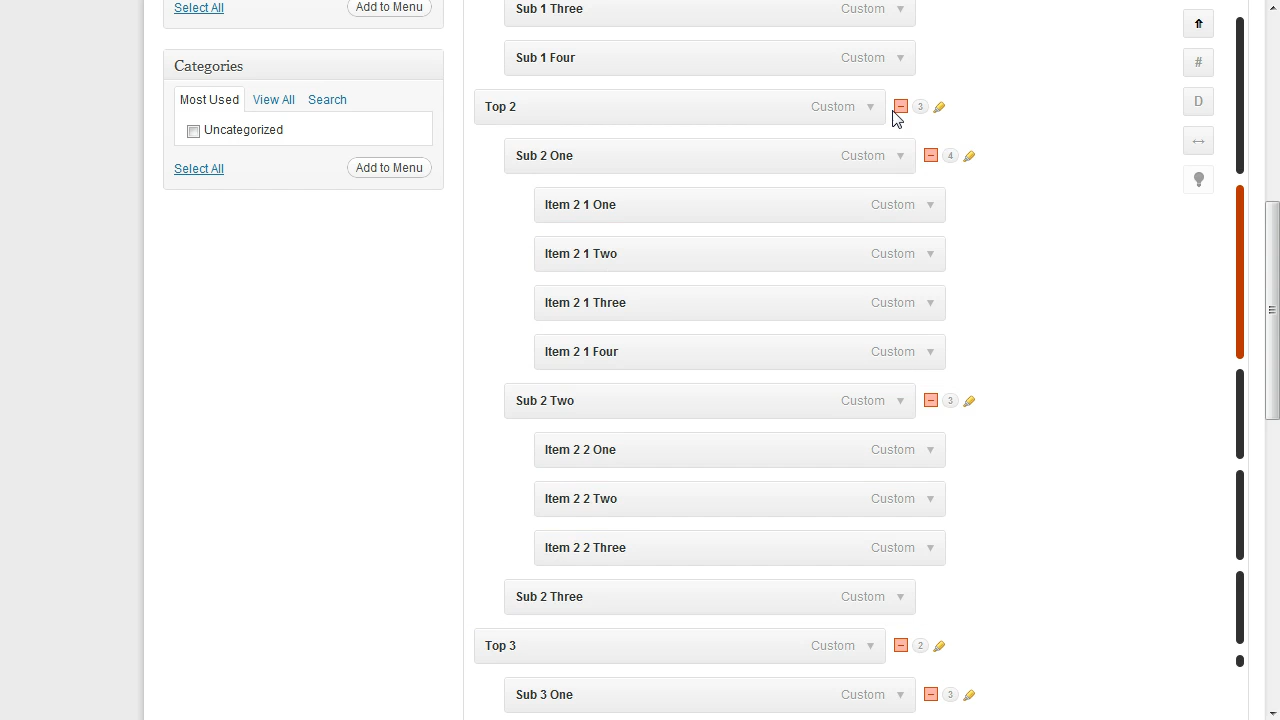 Select All
Add to Menu
Categories
Most Used View All Search
Uncategorized
Select All
Add to Menu
Sub 1 Three Custom
Sub 1 Four Custom
Top 2 Custom 3
Sub 2 One Custom 4
Item 2 1 One Custom
Item 2 1 Two Custom
Item 2 1 Three Custom
Item 2 1 Four Custom
Sub 2 Two Custom 3
Item 2 2 One Custom
Item 2 2 Two Custom
Item 2 2 Three Custom
Sub 2 Three Custom
Top 3 Custom 2
Sub 3 One Custom 3
#
D